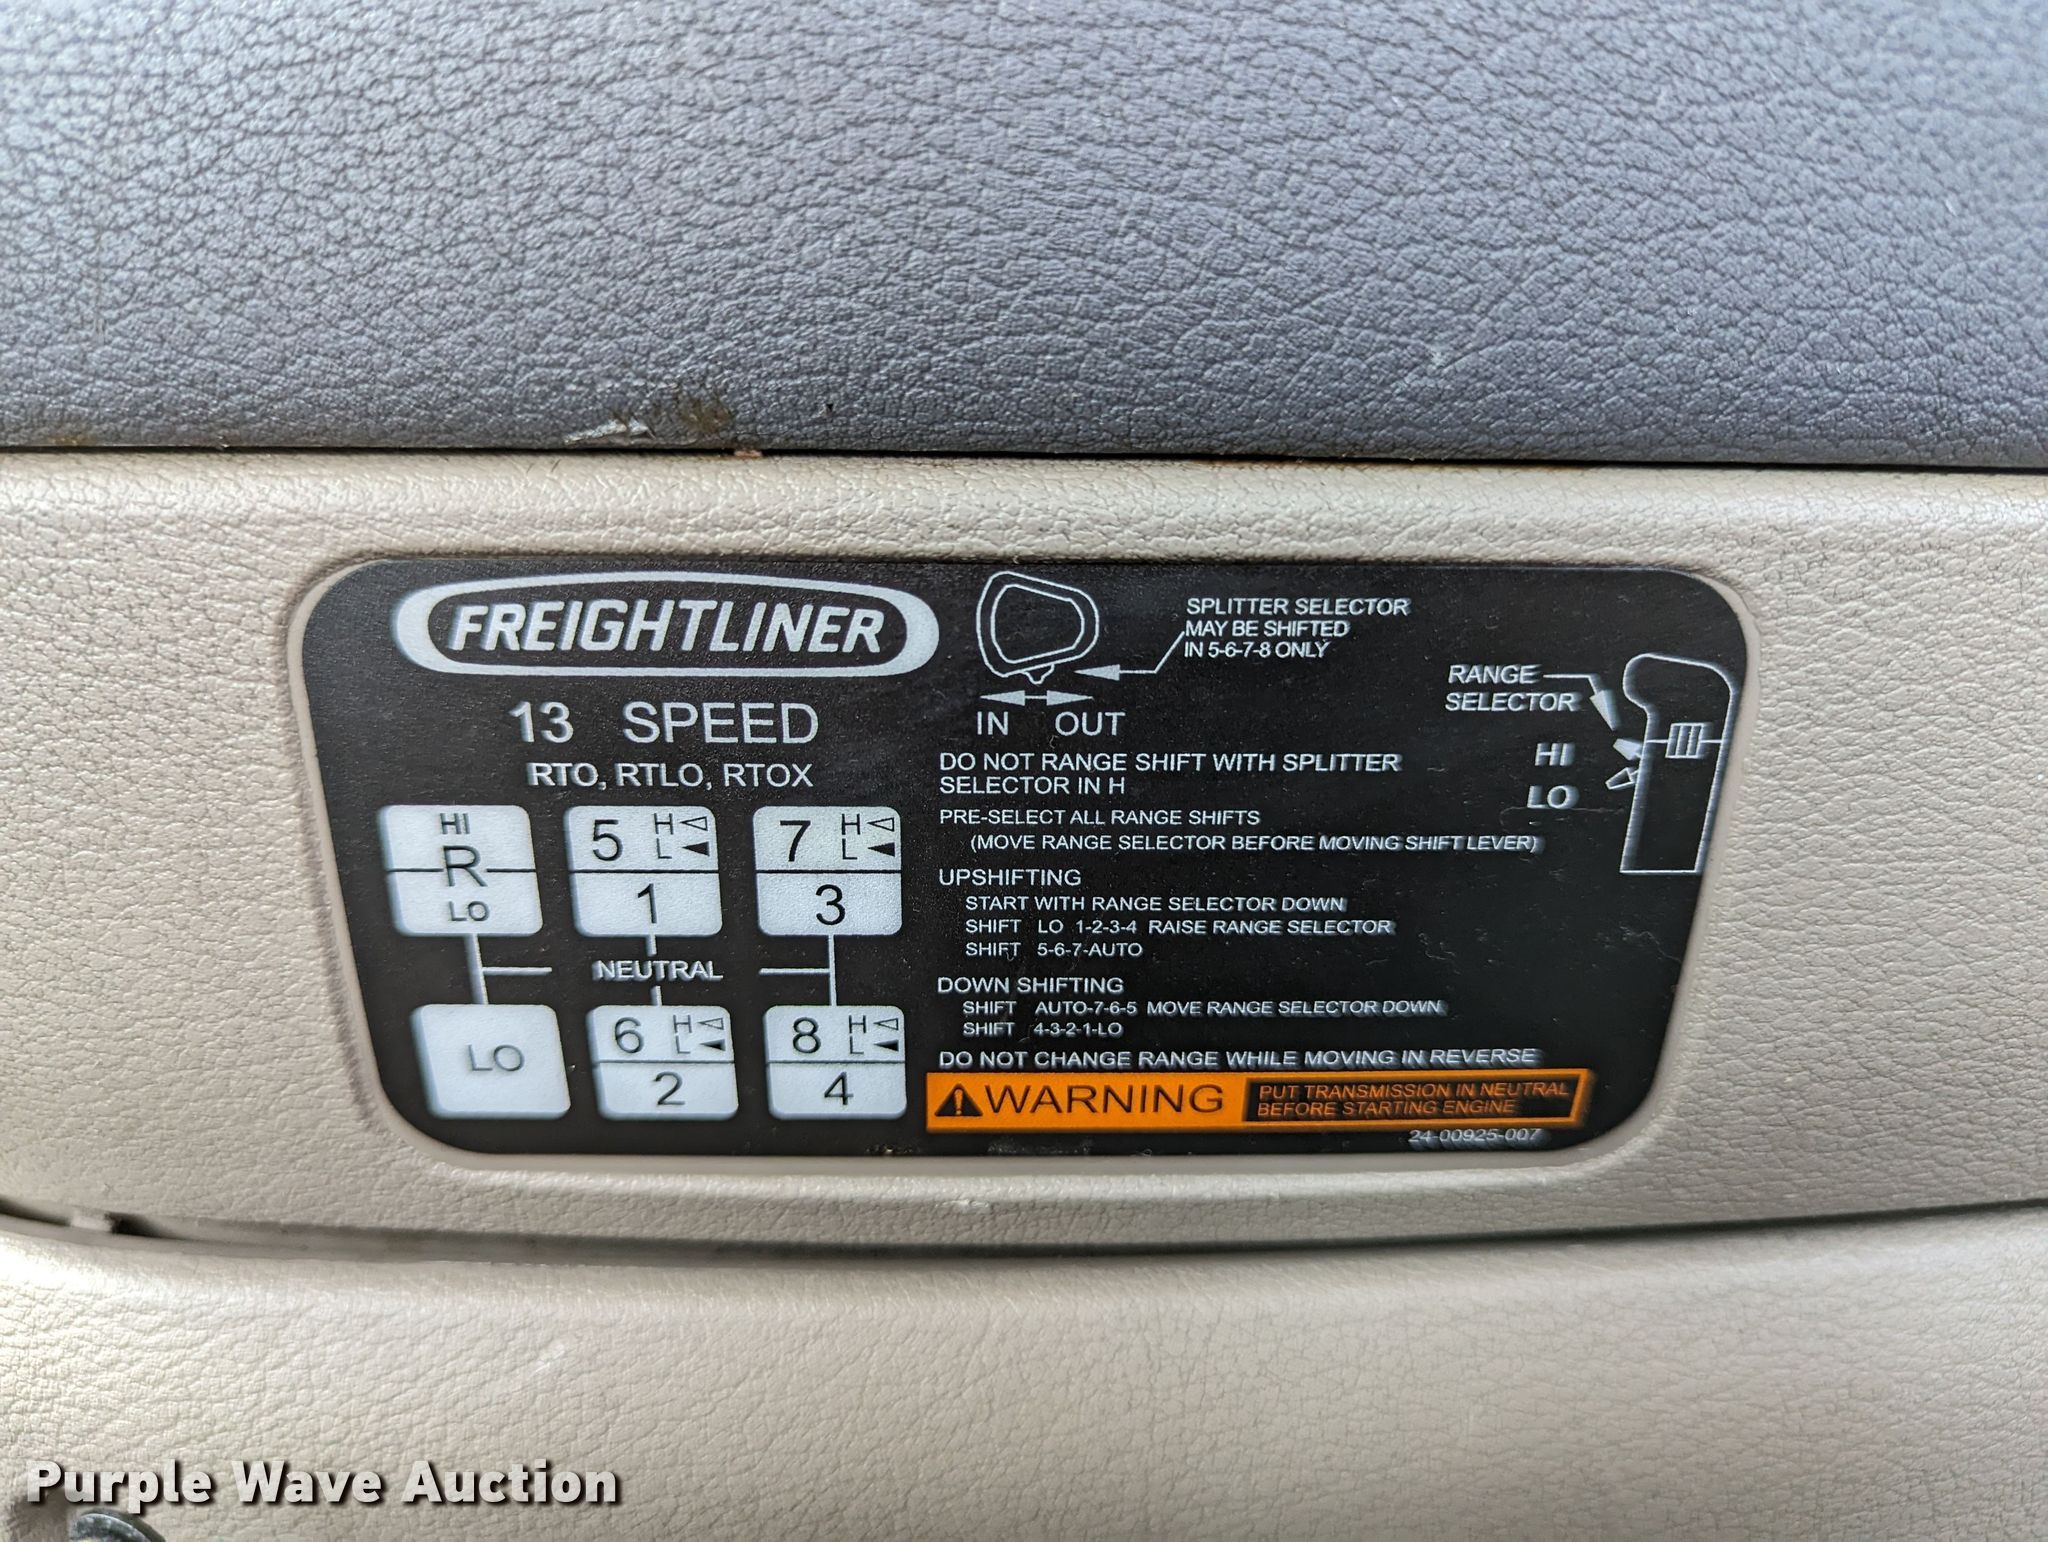 FREIGHTLINER
13 SPEED
RTO, RTLO, RTOX
HI
R
LO
5 H
L
1
7 H
L
3
NEUTRAL
LO
6 H
L
2
8 H
L
4
SPLITTER SELECTOR
MAY BE SHIFTED
IN 5-6-7-8 ONLY
IN OUT
RANGE
SELECTOR
HI
LO
DO NOT RANGE SHIFT WITH SPLITTER
SELECTOR IN H
PRE-SELECT ALL RANGE SHIFTS
(MOVE RANGE SELECTOR BEFORE MOVING SHIFT LEVER)
UPSHIFTING
START WITH RANGE SELECTOR DOWN
SHIFT LO 1-2-3-4 RAISE RANGE SELECTOR
SHIFT 5-6-7-AUTO
DOWN SHIFTING
SHIFT AUTO-7-6-5 MOVE RANGE SELECTOR DOWN
SHIFT 4-3-2-1-LO
DO NOT CHANGE RANGE WHILE MOVING IN REVERSE
WARNING
PUT TRANSMISSION IN NEUTRAL
BEFORE STARTING ENGINE
24-00925-007
Purple Wave Auction